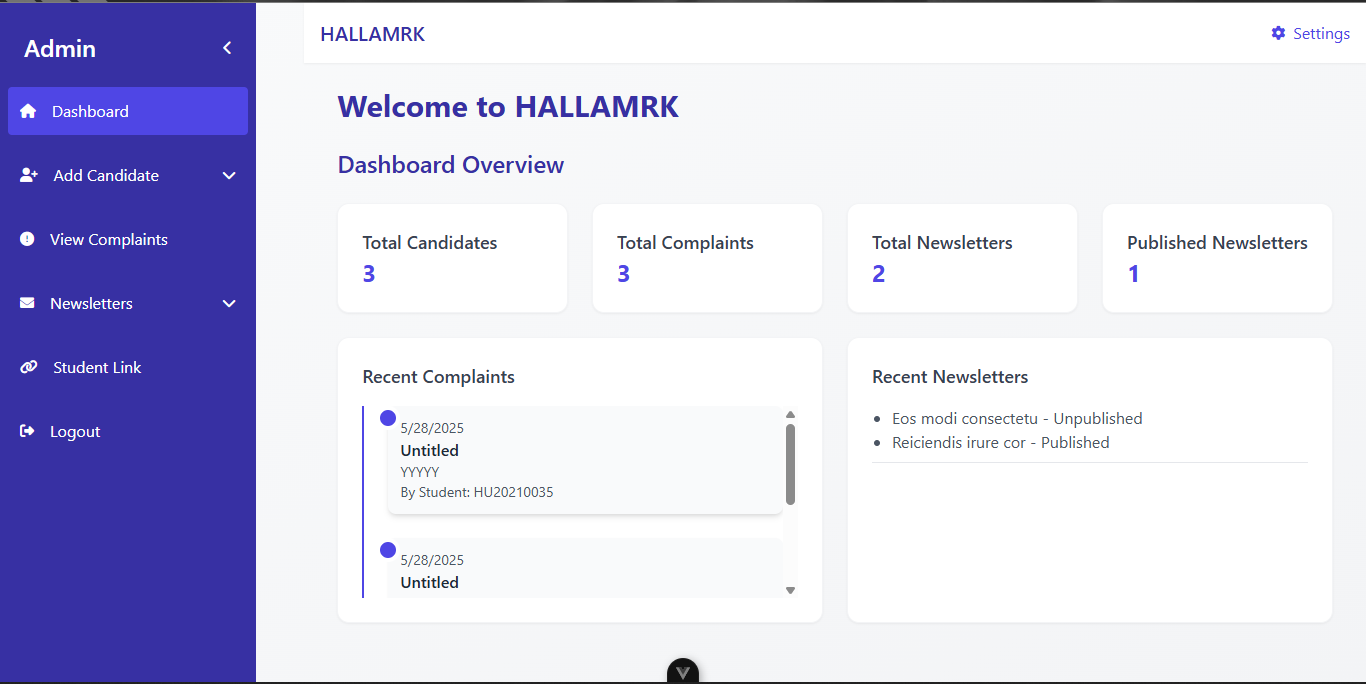 Admin
Dashboard
Add Candidate
View Complaints
Newsletters
Student Link
Logout
HALLAMRK
Settings
Welcome to HALLAMRK
Dashboard Overview
Total Candidates
3
Total Complaints
3
Total Newsletters
2
Published Newsletters
1
Recent Complaints
5/28/2025
Untitled
YYYYY
By Student: HU20210035
5/28/2025
Untitled
Recent Newsletters
Eos modi consectetu - Unpublished
Reiciendis irure cor - Published